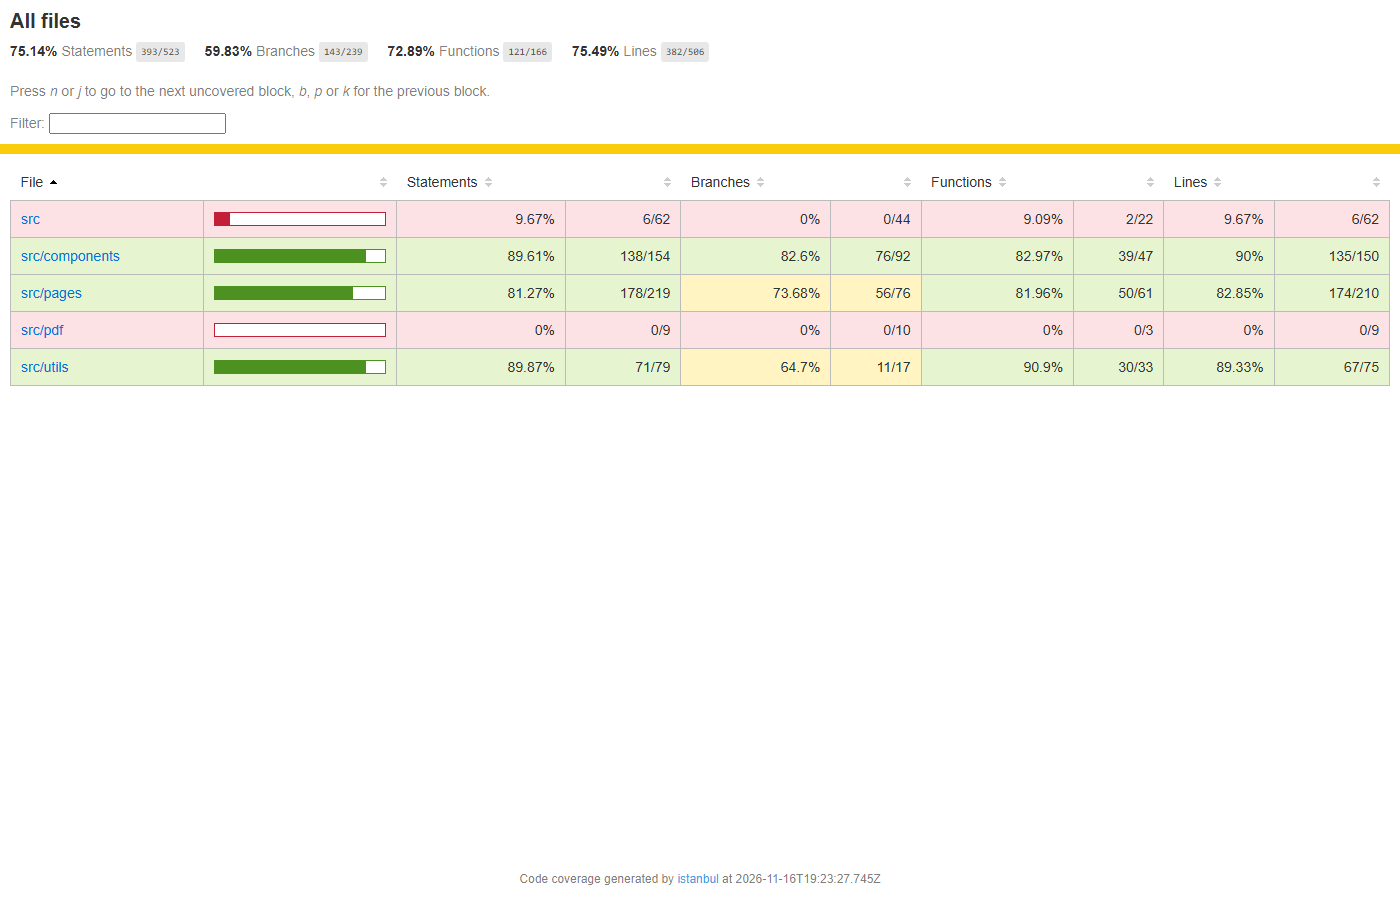 All files
75.14% Statements 393/523 59.83% Branches 143/239 72.89% Functions 121/166 75.49% Lines 382/506
Press n or j to go to the next uncovered block, b, p or k for the previous block.
Filter:
File Statements Branches Functions Lines
src 9.67% 6/62 0% 0/44 9.09% 2/22 9.67% 6/62
src/components 89.61% 138/154 82.6% 76/92 82.97% 39/47 90% 135/150
src/pages 81.27% 178/219 73.68% 56/76 81.96% 50/61 82.85% 174/210
src/pdf 0% 0/9 0% 0/10 0% 0/3 0% 0/9
src/utils 89.87% 71/79 64.7% 11/17 90.9% 30/33 89.33% 67/75
Code coverage generated by istanbul at 2026-11-16T19:23:27.745Z